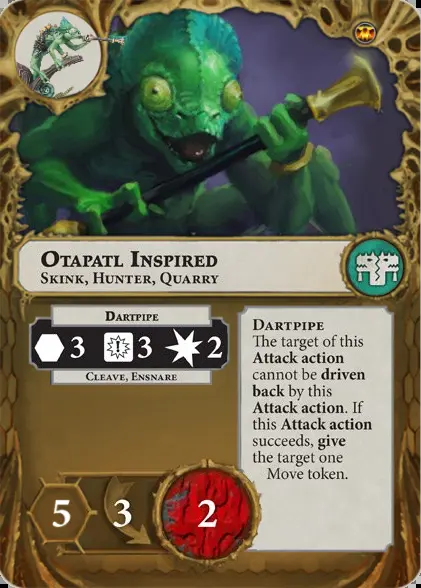 OTAPATL INSPIRED
SKINK, HUNTER, QUARRY
DARTPIPE
3 3 2
CLEAVE, ENSNARE
DARTPIPE
The target of this
Attack action
cannot be driven
back by this
Attack action. If
this Attack action
succeeds, give
the target one
Move token.
5 3 2